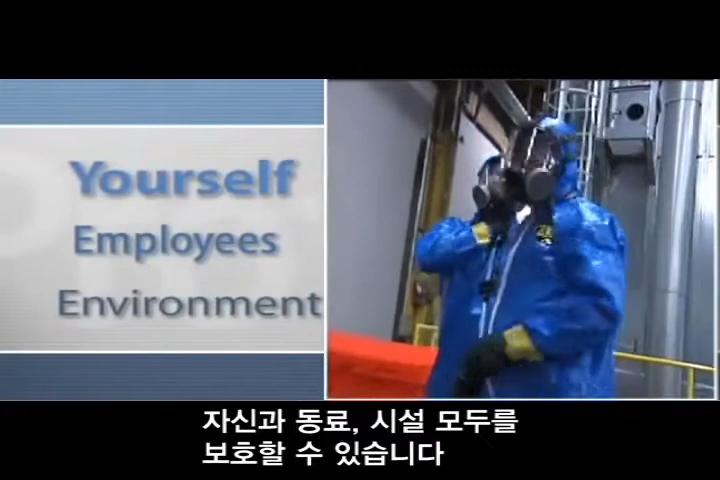 Yourself
Employees
Environment
자신과 동료, 시설 모두를
보호할 수 있습니다